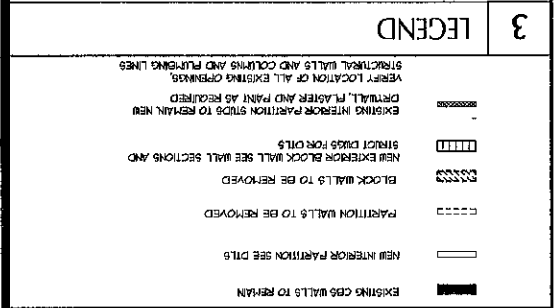 EXISTING CBS WALLS TO REMAIN
NEW INTERIOR PARTITION SEE DTLS
PARTITION WALLS TO BE REMOVED
BLOCK WALLS TO BE REMOVED
NEW EXTERIOR BLOCK WALL SEE WALL SECTIONS AND
STRUCT DWGS FOR DTLS
EXISTING INTERIOR PARTITION STUDS TO REMAIN, NEW
DRYWALL, PLASTER AND PAINT AS REQUIRED
VERIFY LOCATION OF ALL EXISTING OPENINGS,
STRUCTURAL WALLS AND COLUMNS AND PLUMBING LINES
3 LEGEND